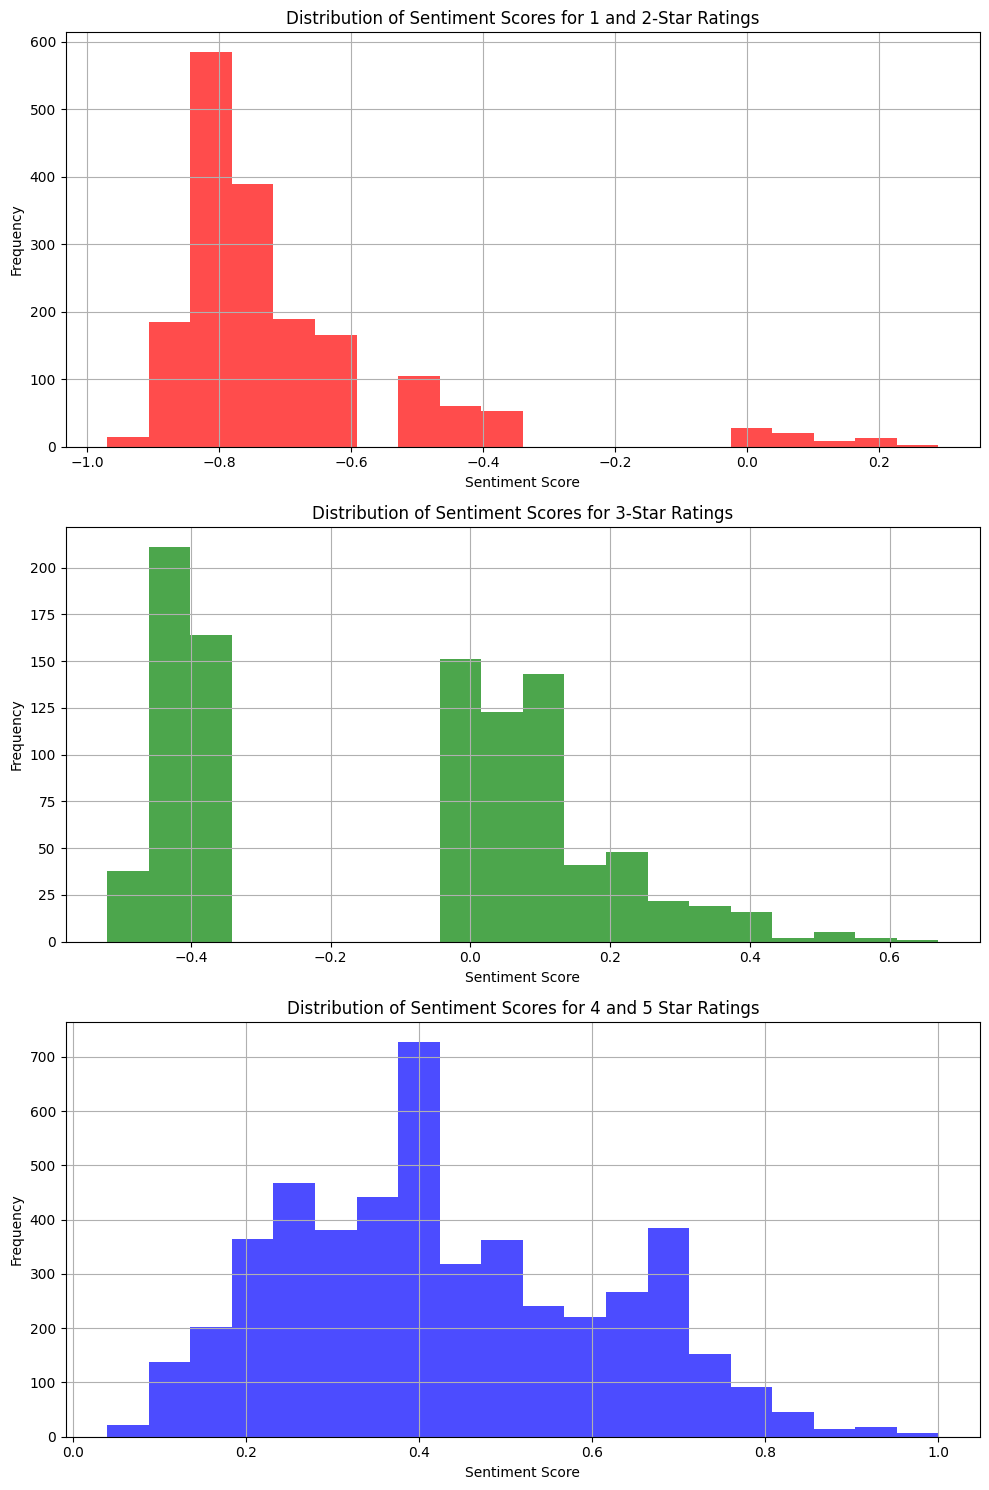 Distribution of Sentiment Scores for 1 and 2-Star Ratings
600
500
400
300
200
100
0
Frequency
−1.0 −0.8 −0.6 −0.4 −0.2 0.0 0.2
Sentiment Score
Distribution of Sentiment Scores for 3-Star Ratings
200
175
150
125
100
75
50
25
0
Frequency
−0.4 −0.2 0.0 0.2 0.4 0.6
Sentiment Score
Distribution of Sentiment Scores for 4 and 5 Star Ratings
700
600
500
400
300
200
100
0
Frequency
0.0 0.2 0.4 0.6 0.8 1.0
Sentiment Score